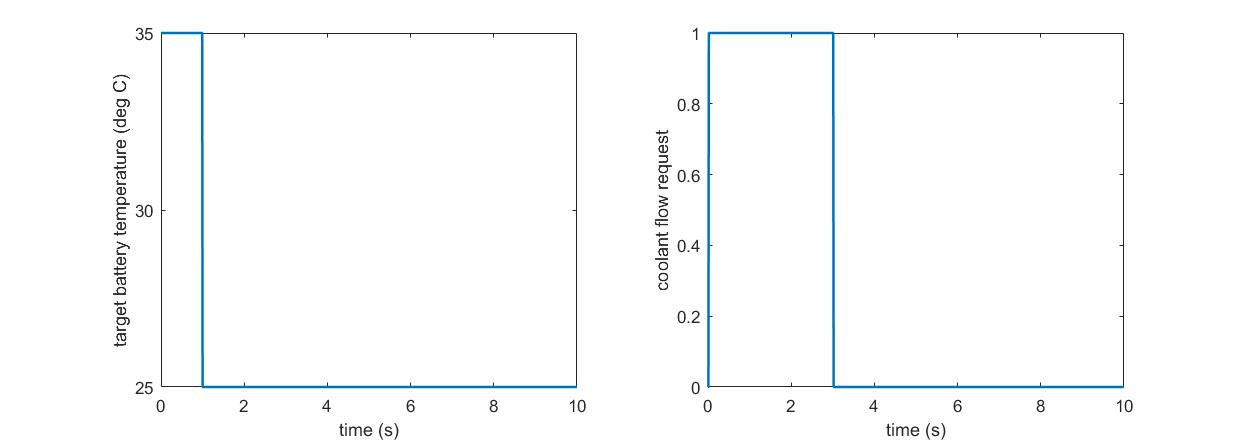 target battery temperature (deg C)
35
30
25
0 2 4 6 8 10
time (s)
coolant flow request
1
0.8
0.6
0.4
0.2
0
0 2 4 6 8 10
time (s)